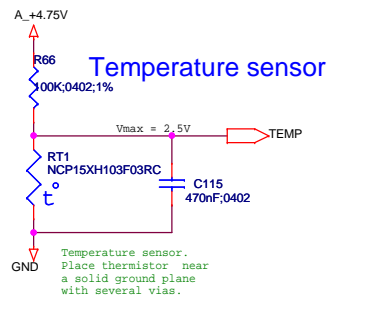 A_+4.75V
R66
Temperature sensor
100K;0402;1%
Vmax = 2.5V
TEMP
RT1
NCP15XH103F03RC
t°
C115
470nF;0402
GND
Temperature sensor.
Place thermistor near
a solid ground plane
with several vias.